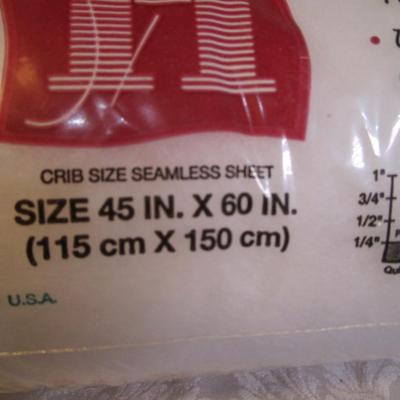 H
CRIB SIZE SEAMLESS SHEET
SIZE 45 IN. X 60 IN.
(115 cm X 150 cm)
1"
3/4"
1/2"
1/4"
U.S.A.